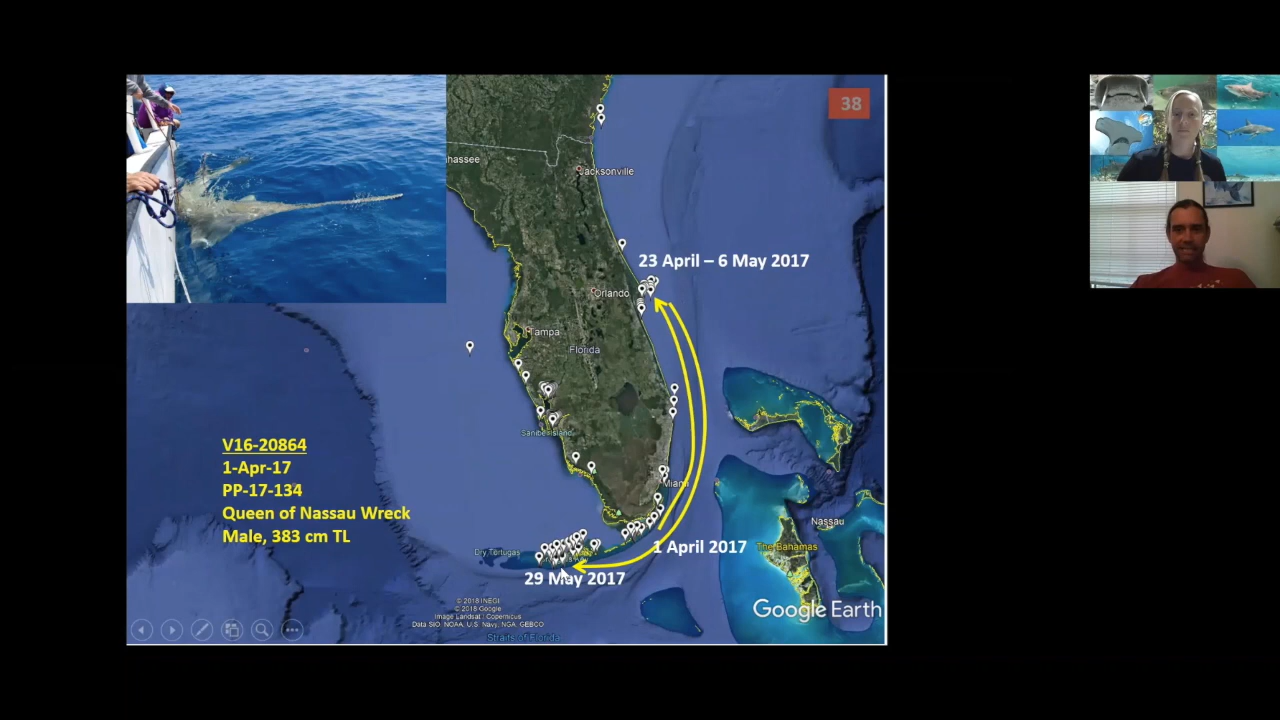 38
hassee
Jacksonville
23 April – 6 May 2017
Orlando
Tampa
Florida
V16-20864
1-Apr-17
PP-17-134
Queen of Nassau Wreck
Male, 383 cm TL
Sanibel Island
Miami
Nassau
Dry Tortugas
1 April 2017
The Bahamas
29 May 2017
© 2018 INEGI
© 2018 Google
Image Landsat / Copernicus
Data SIO, NOAA, U.S. Navy, NGA, GEBCO
Google Earth
Straits of Florida